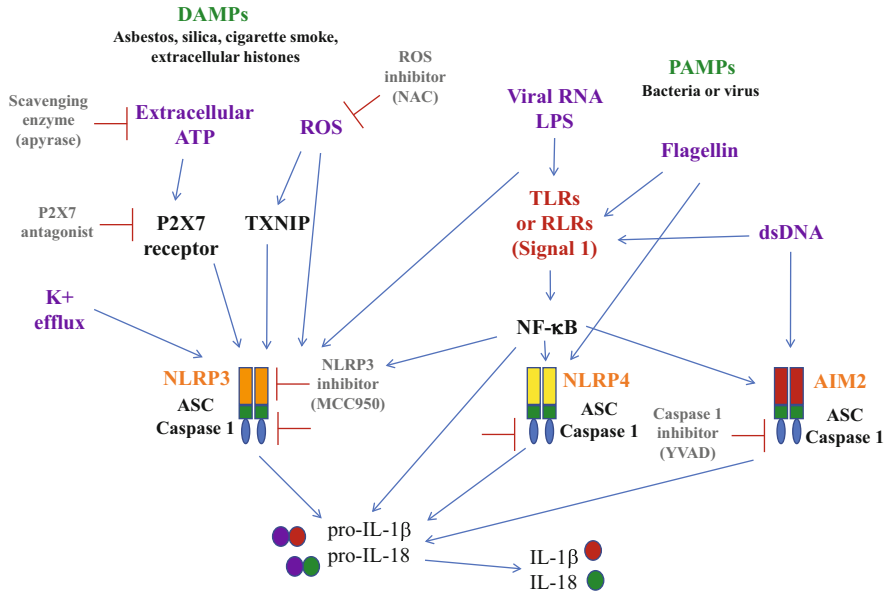 DAMPs
Asbestos, silica, cigarette smoke,
extracellular histones
ROS
inhibitor
(NAC)
PAMPs
Bacteria or virus
Scavenging
enzyme
(apyrase)
Extracellular
ATP
ROS
Viral RNA
LPS
Flagellin
P2X7
antagonist
P2X7
receptor
TXNIP
TLRs
or RLRs
(Signal 1)
dsDNA
K+
efflux
NF-κB
NLRP3
ASC
Caspase 1
NLRP3
inhibitor
(MCC950)
NLRP4
ASC
Caspase 1
Caspase 1
inhibitor
(YVAD)
AIM2
ASC
Caspase 1
pro-IL-1β
pro-IL-18
IL-1β
IL-18